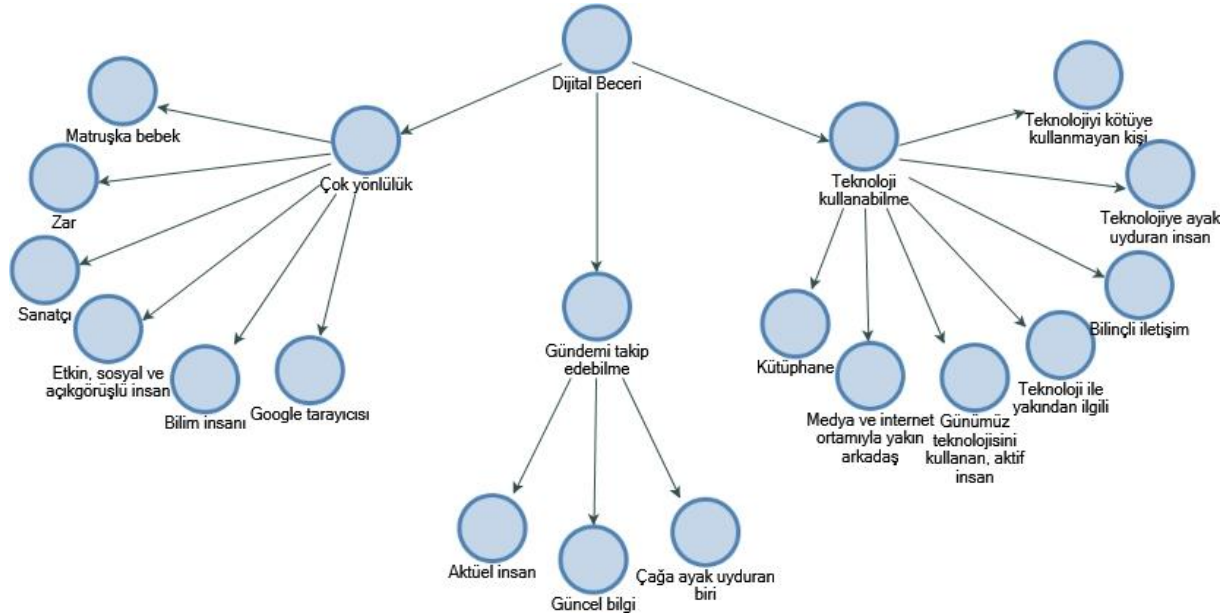 Dijital Beceri
Matruşka bebek
Çok yönlülük
Zar
Sanatçı
Etkin, sosyal ve
açıkgörüşlü insan
Bilim insanı
Google tarayıcısı
Gündemi takip
edebilme
Aktüel insan
Güncel bilgi
Çağa ayak uyduran
biri
Teknoloji
kullanabilme
Teknolojiyi kötüye
kullanmayan kişi
Teknolojiye ayak
uyduran insan
Bilinçli iletişim
Teknoloji ile
yakından ilgili
Günümüz
teknolojisini
kullanan, aktif
insan
Medya ve internet
ortamıyla yakın
arkadaş
Kütüphane